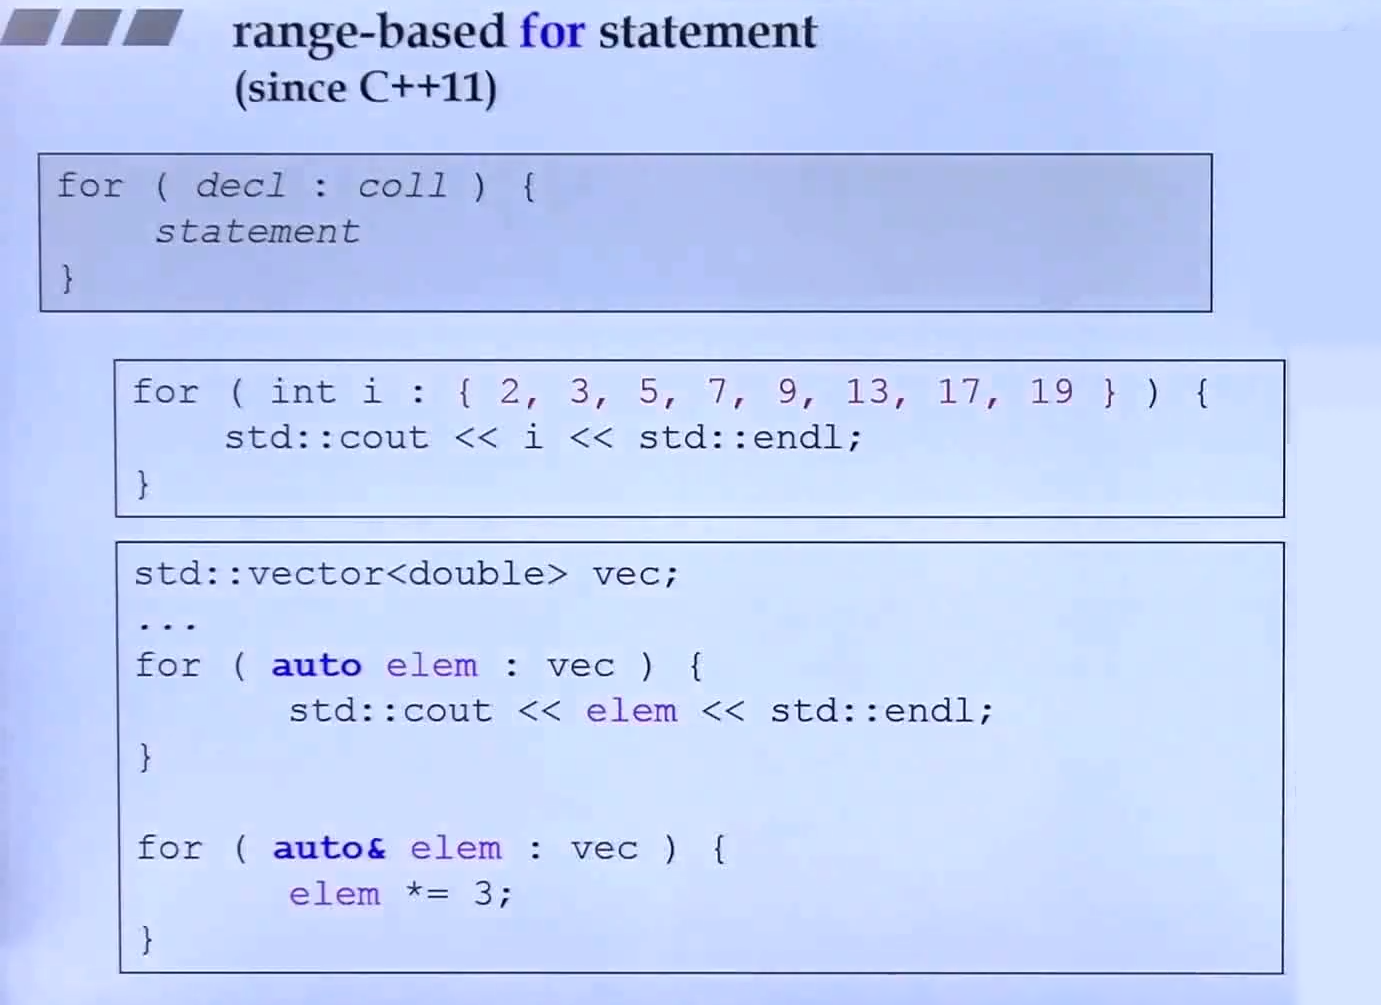 range-based for statement
(since C++11)
for ( decl : coll ) {
    statement
}
for ( int i : { 2, 3, 5, 7, 9, 13, 17, 19 } ) {
    std::cout << i << std::endl;
}
std::vector<double> vec;
...
for ( auto elem : vec ) {
    std::cout << elem << std::endl;
}
for ( auto& elem : vec ) {
    elem *= 3;
}